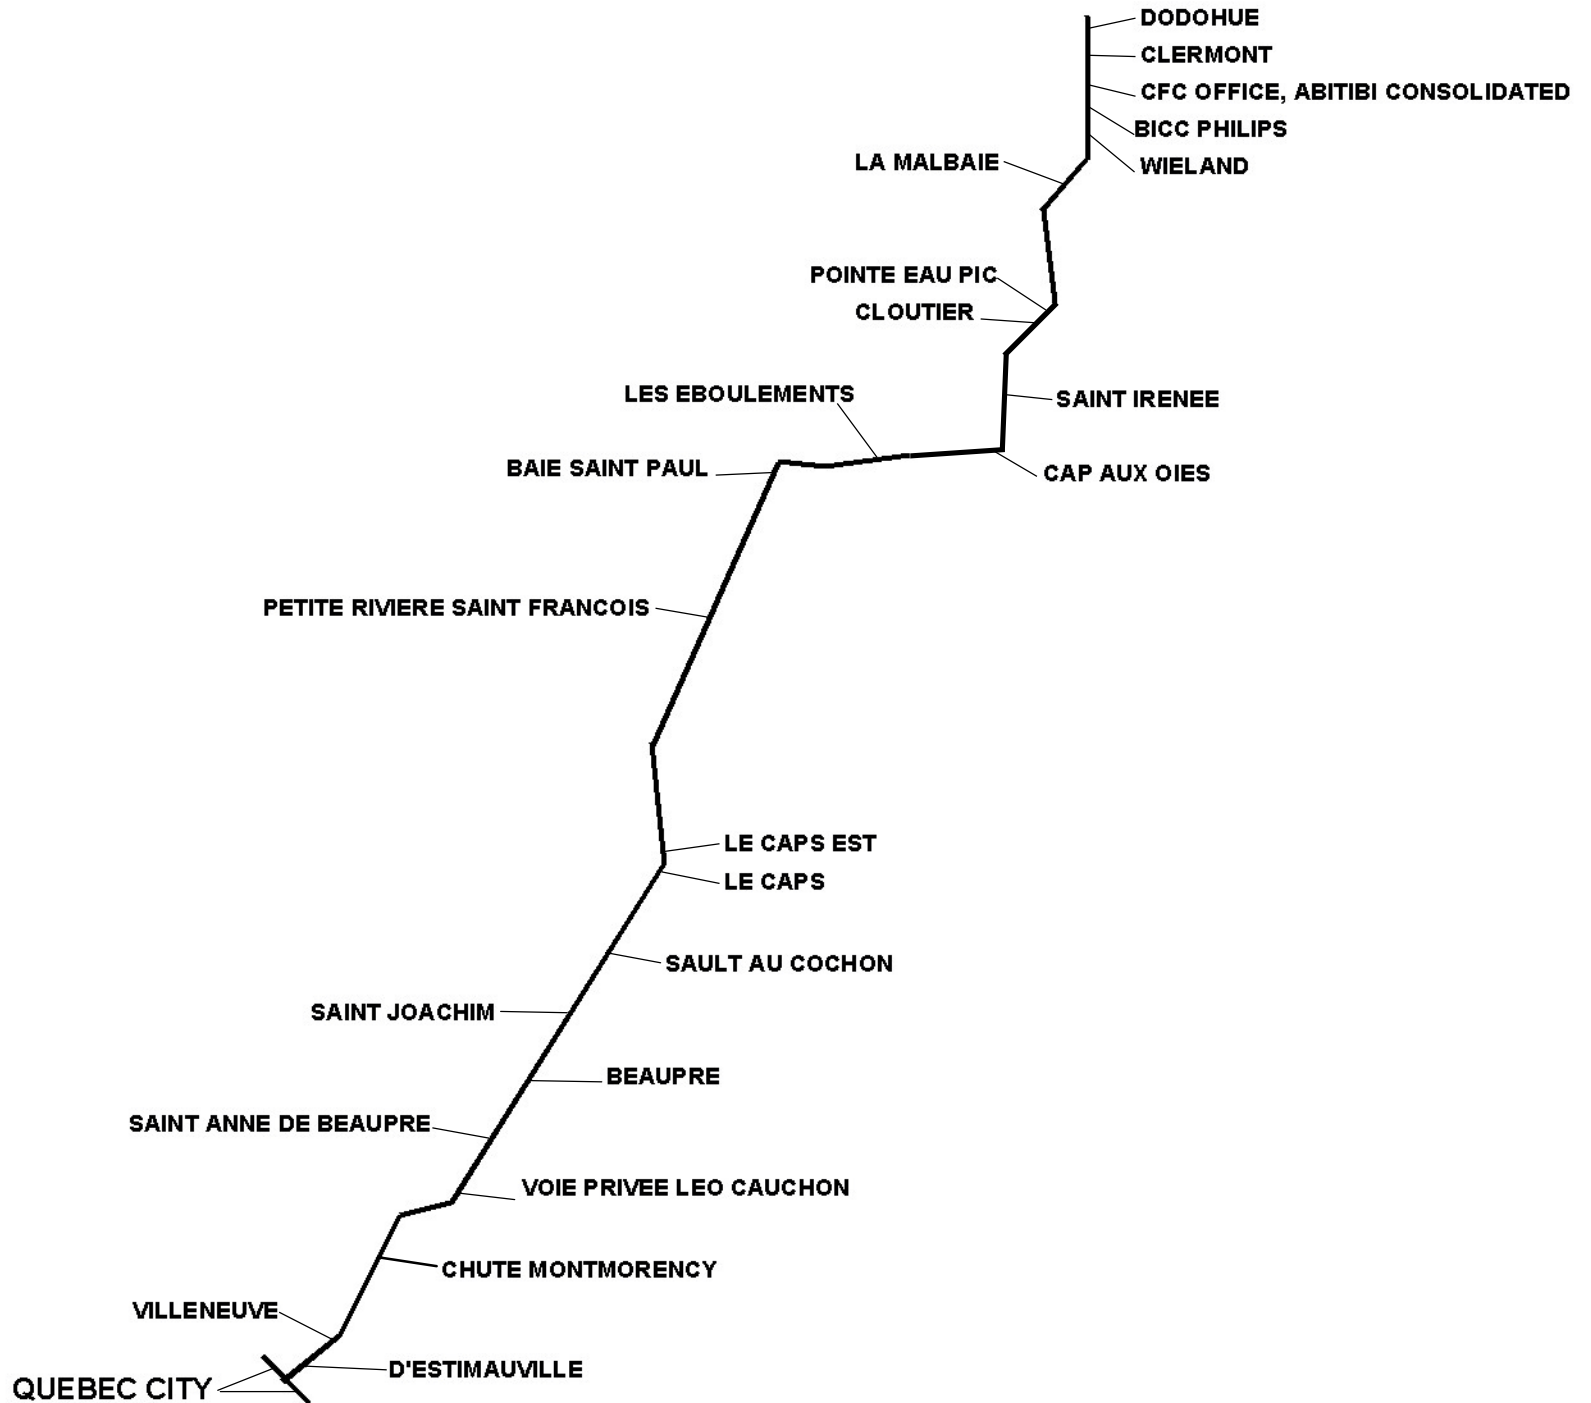 DODOHUE
CLERMONT
CFC OFFICE, ABITIBI CONSOLIDATED
BICC PHILIPS
LA MALBAIE
WIELAND
POINTE EAU PIC
CLOUTIER
LES EBOULEMENTS
SAINT IRENEE
BAIE SAINT PAUL
CAP AUX OIES
PETITE RIVIERE SAINT FRANCOIS
LE CAPS EST
LE CAPS
SAULT AU COCHON
SAINT JOACHIM
BEAUPRE
SAINT ANNE DE BEAUPRE
VOIE PRIVEE LEO CAUCHON
CHUTE MONTMORENCY
VILLENEUVE
D'ESTIMAUVILLE
QUEBEC CITY